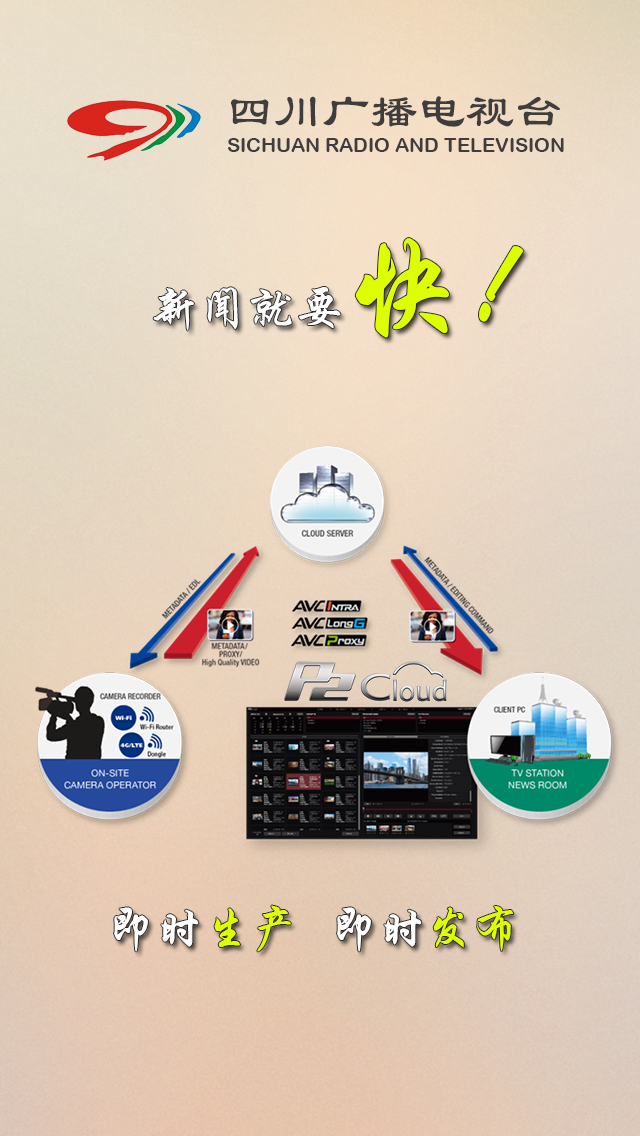 四川广播电视台
SICHUAN RADIO AND TELEVISION
新闻就要快！
CLOUD SERVER
METADATA / EDL
METADATA / EDITING COMMAND
METADATA/
PROXY/
High Quality VIDEO
AVC INTRA
AVC LongG
AVC Proxy
P2 Cloud
CAMERA RECORDER
Wi-Fi
Wi-Fi Router
4G/LTE
Dongle
ON-SITE
CAMERA OPERATOR
CLIENT PC
TV STATION
NEWS ROOM
即时生产 即时发布